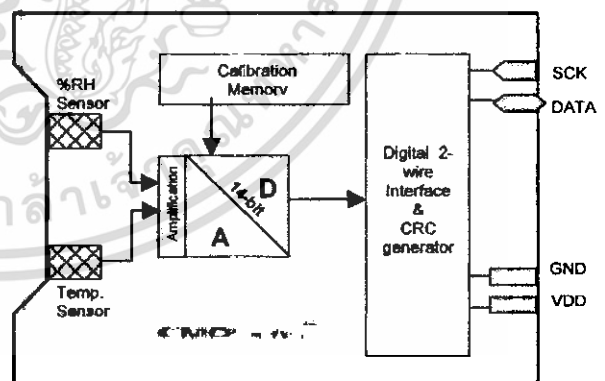 %RH
Sensor
Calibration
Memory
SCK
DATA
Digital 2-
wire
Interface
&
CRC
generator
Amplification
14-bit
D
A
GND
VDD
Temp.
Sensor